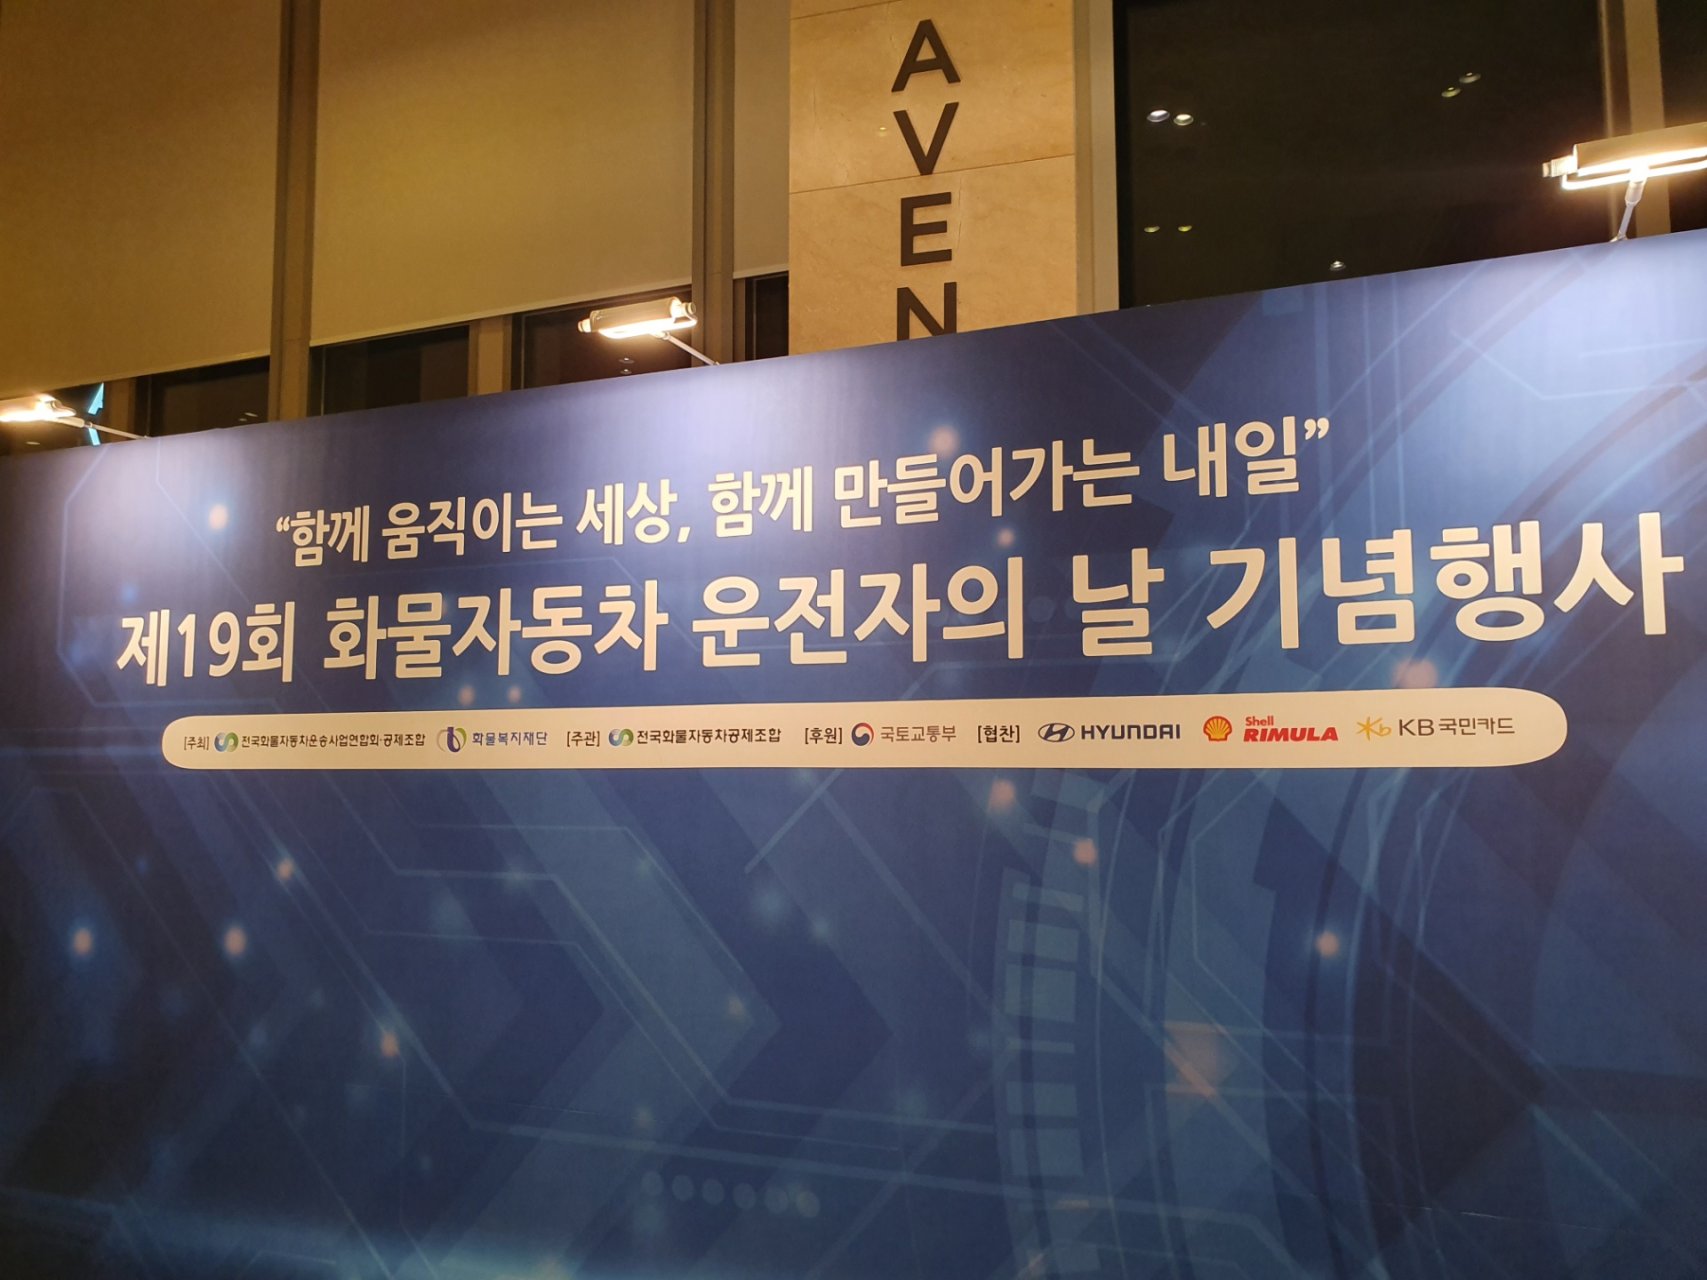 AVEN
“함께 움직이는 세상, 함께 만들어가는 내일”
제19회 화물자동차 운전자의 날 기념행사
[주최] 전국화물자동차운송사업연합회·공제조합 화물복지재단 [주관] 전국화물자동차공제조합 [후원] 국토교통부 [협찬] HYUNDAI Shell RIMULA KB국민카드